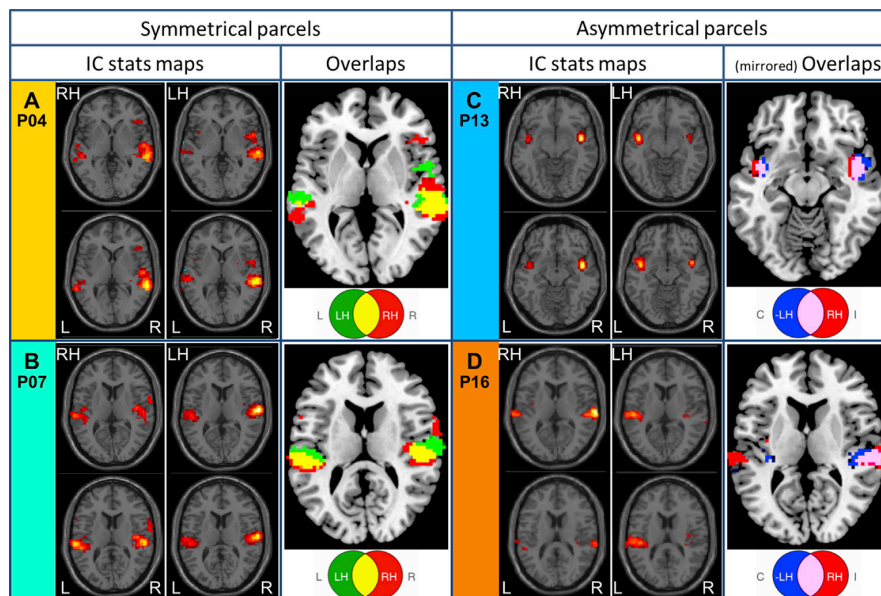 Symmetrical parcels
Asymmetrical parcels
IC stats maps
Overlaps
IC stats maps
(mirrored) Overlaps
A
P04
RH
LH
L
R
L
R
L
LH
RH
R
C
P13
RH
LH
L
R
L
R
C
-LH
RH
I
B
P07
RH
LH
L
R
L
R
L
LH
RH
R
D
P16
RH
LH
L
R
L
R
C
-LH
RH
I